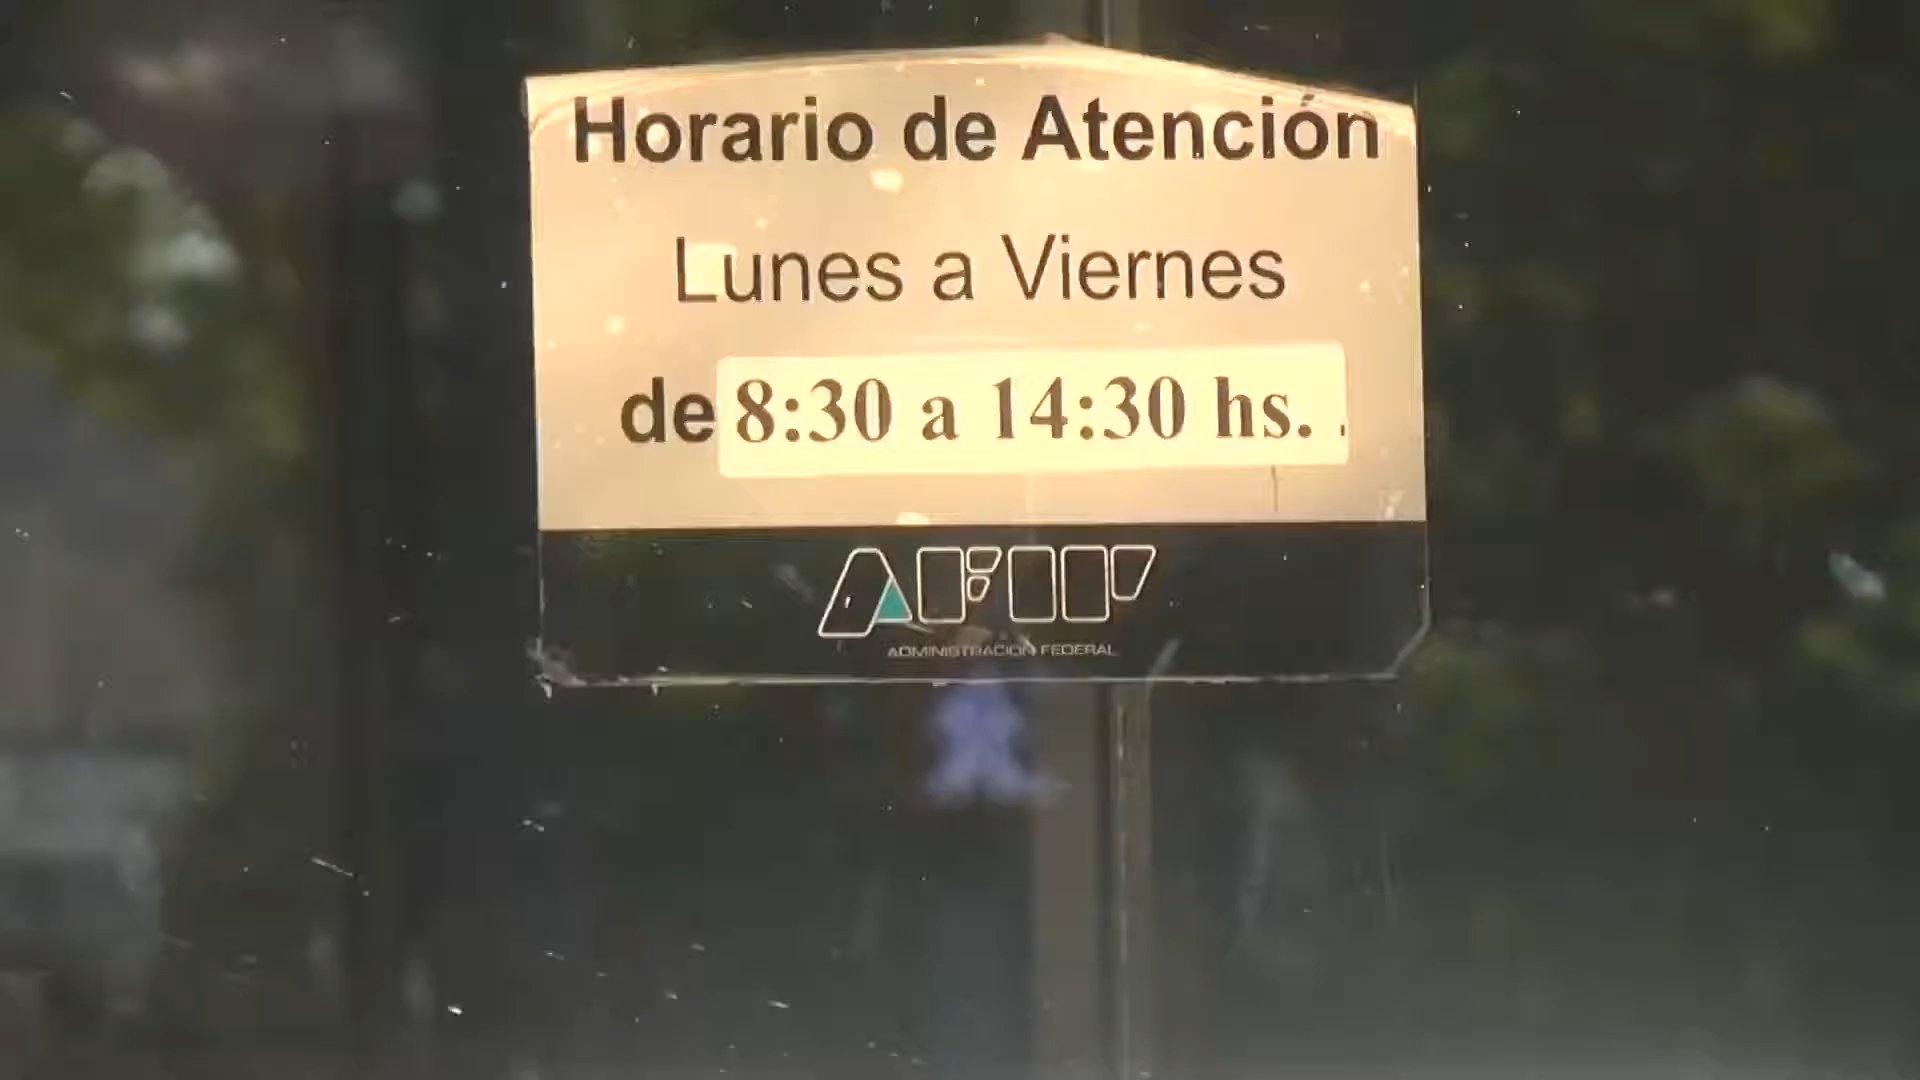 Horario de Atención
Lunes a Viernes
de 8:30 a 14:30 hs. .
AFIP
ADMINISTRACION FEDERAL